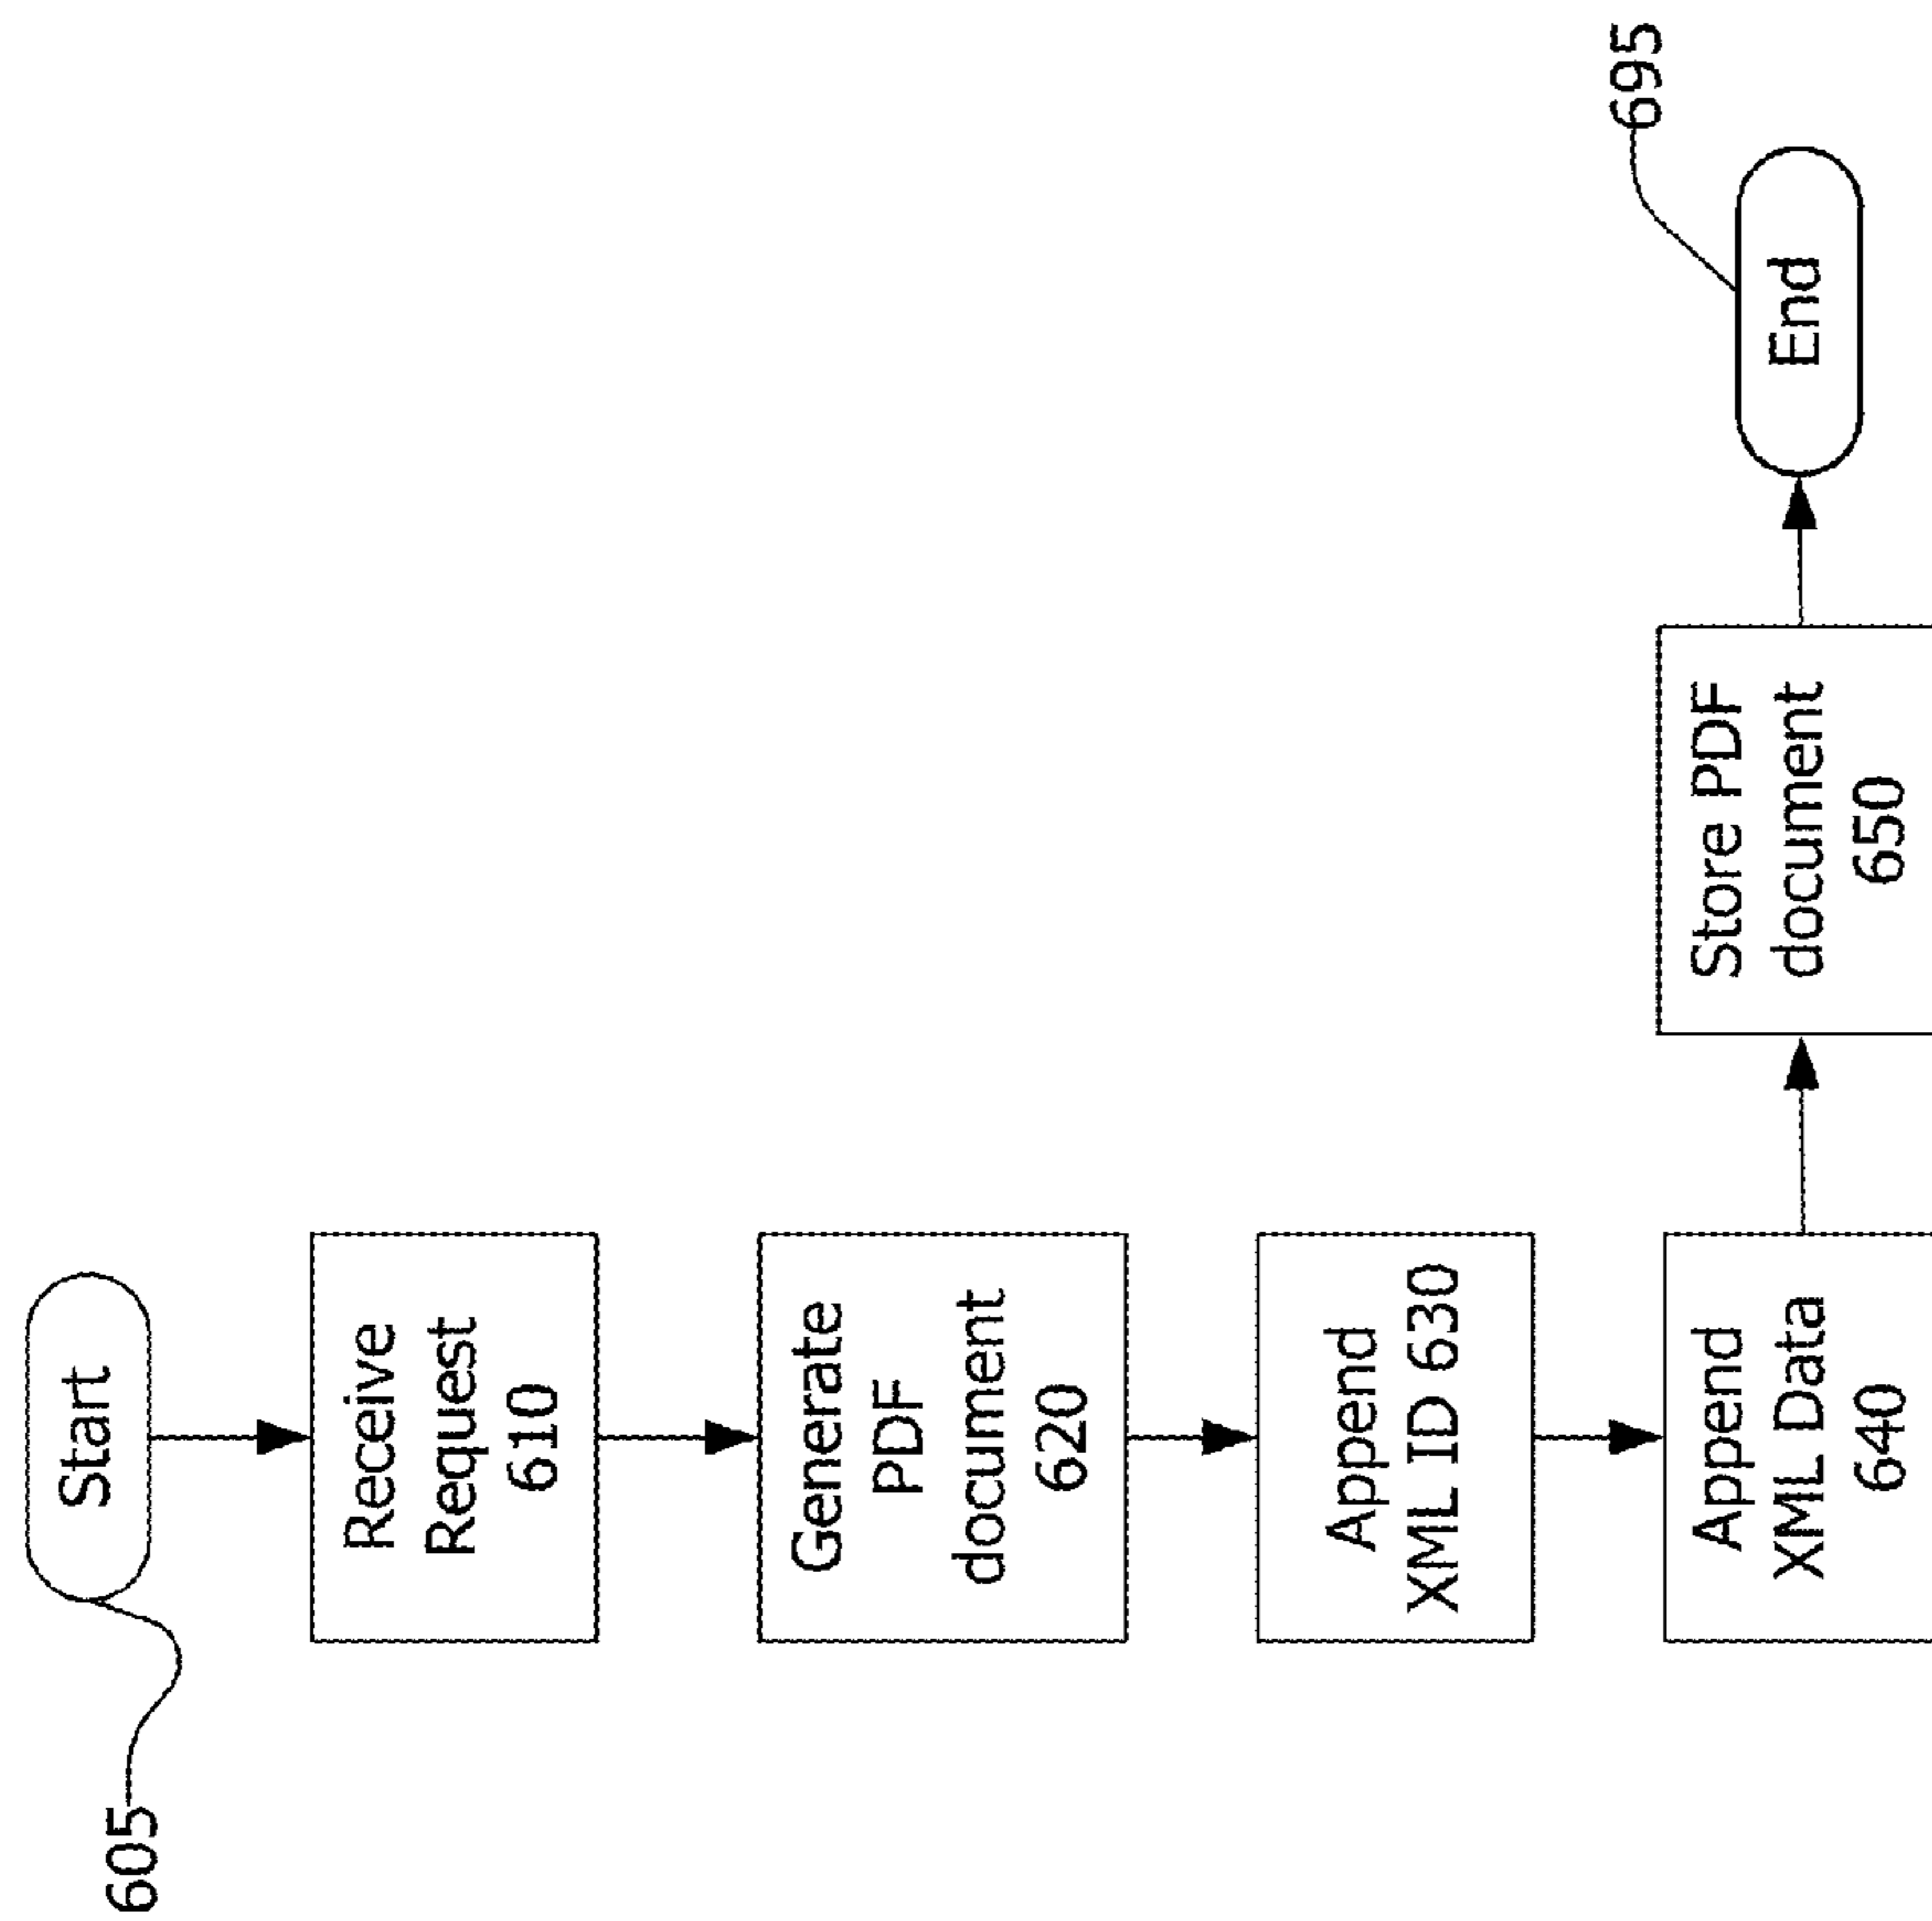 605
Start
Receive
Request
610
Generate
PDF
document
620
Append
XML ID 630
Append
XML Data
640
Store PDF
document
650
End
695